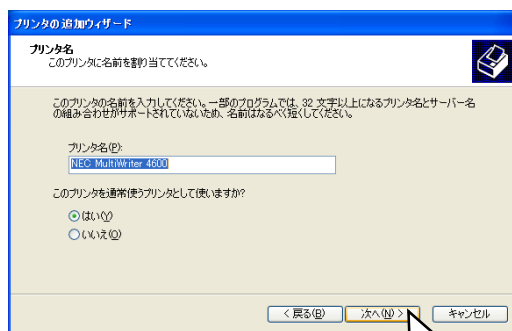 プリンタの追加ウィザード
プリンタ名
このプリンタに名前を割り当ててください。
このプリンタの名前を入力してください。一部のプログラムでは、32 文字以上になるプリンタ名とサーバー名
の組み合わせがサポートされていないため、名前はなるべく短くしてください。
プリンタ名(P):
NEC MultiWriter 4600
このプリンタを通常使うプリンタとして使いますか?
はい(Y)
いいえ(O)
< 戻る(B) 次へ(N) > キャンセル